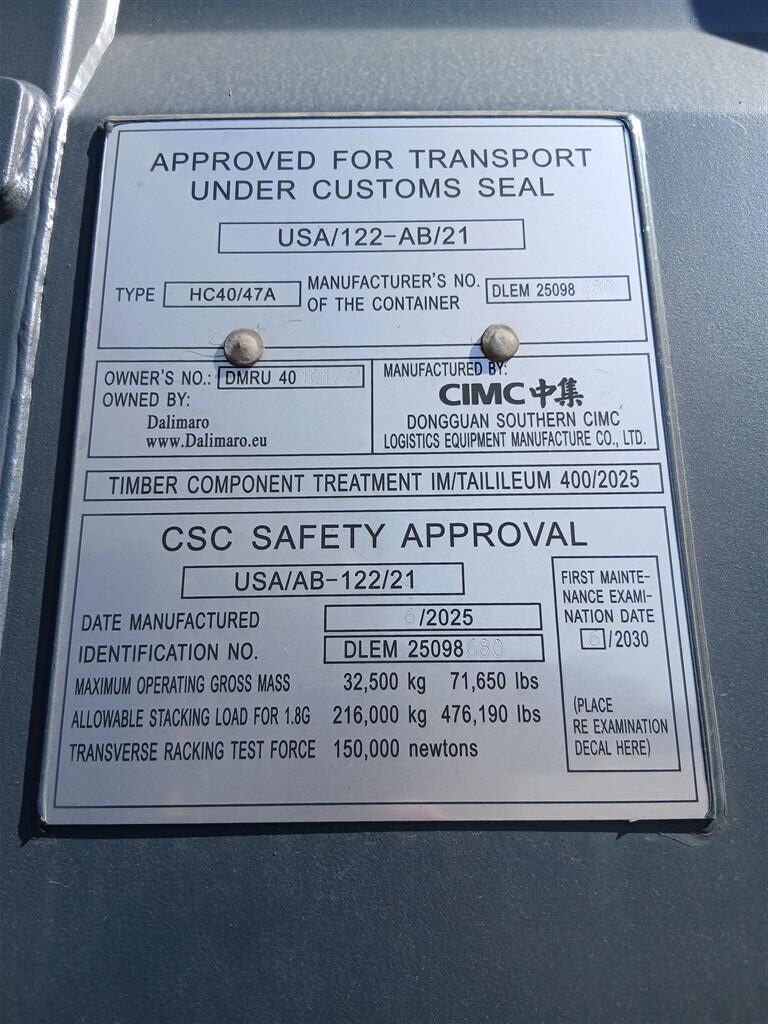 APPROVED FOR TRANSPORT
UNDER CUSTOMS SEAL
USA/122-AB/21
TYPE HC40/47A MANUFACTURER'S NO. OF THE CONTAINER DLEM 25098680
OWNER'S NO.: DMRU 40
OWNED BY:
Dalimaro
www.Dalimaro.eu
MANUFACTURED BY:
CIMC中集
DONGGUAN SOUTHERN CIMC
LOGISTICS EQUIPMENT MANUFACTURE CO., LTD.
TIMBER COMPONENT TREATMENT IM/TAILILEUM 400/2025
CSC SAFETY APPROVAL
USA/AB-122/21
DATE MANUFACTURED 6/2025
IDENTIFICATION NO. DLEM 25098680
MAXIMUM OPERATING GROSS MASS 32,500 kg 71,650 lbs
ALLOWABLE STACKING LOAD FOR 1.8G 216,000 kg 476,190 lbs
TRANSVERSE RACKING TEST FORCE 150,000 newtons
FIRST MAINTE-
NANCE EXAMI-
NATION DATE
6/2030
(PLACE
RE EXAMINATION
DECAL HERE)